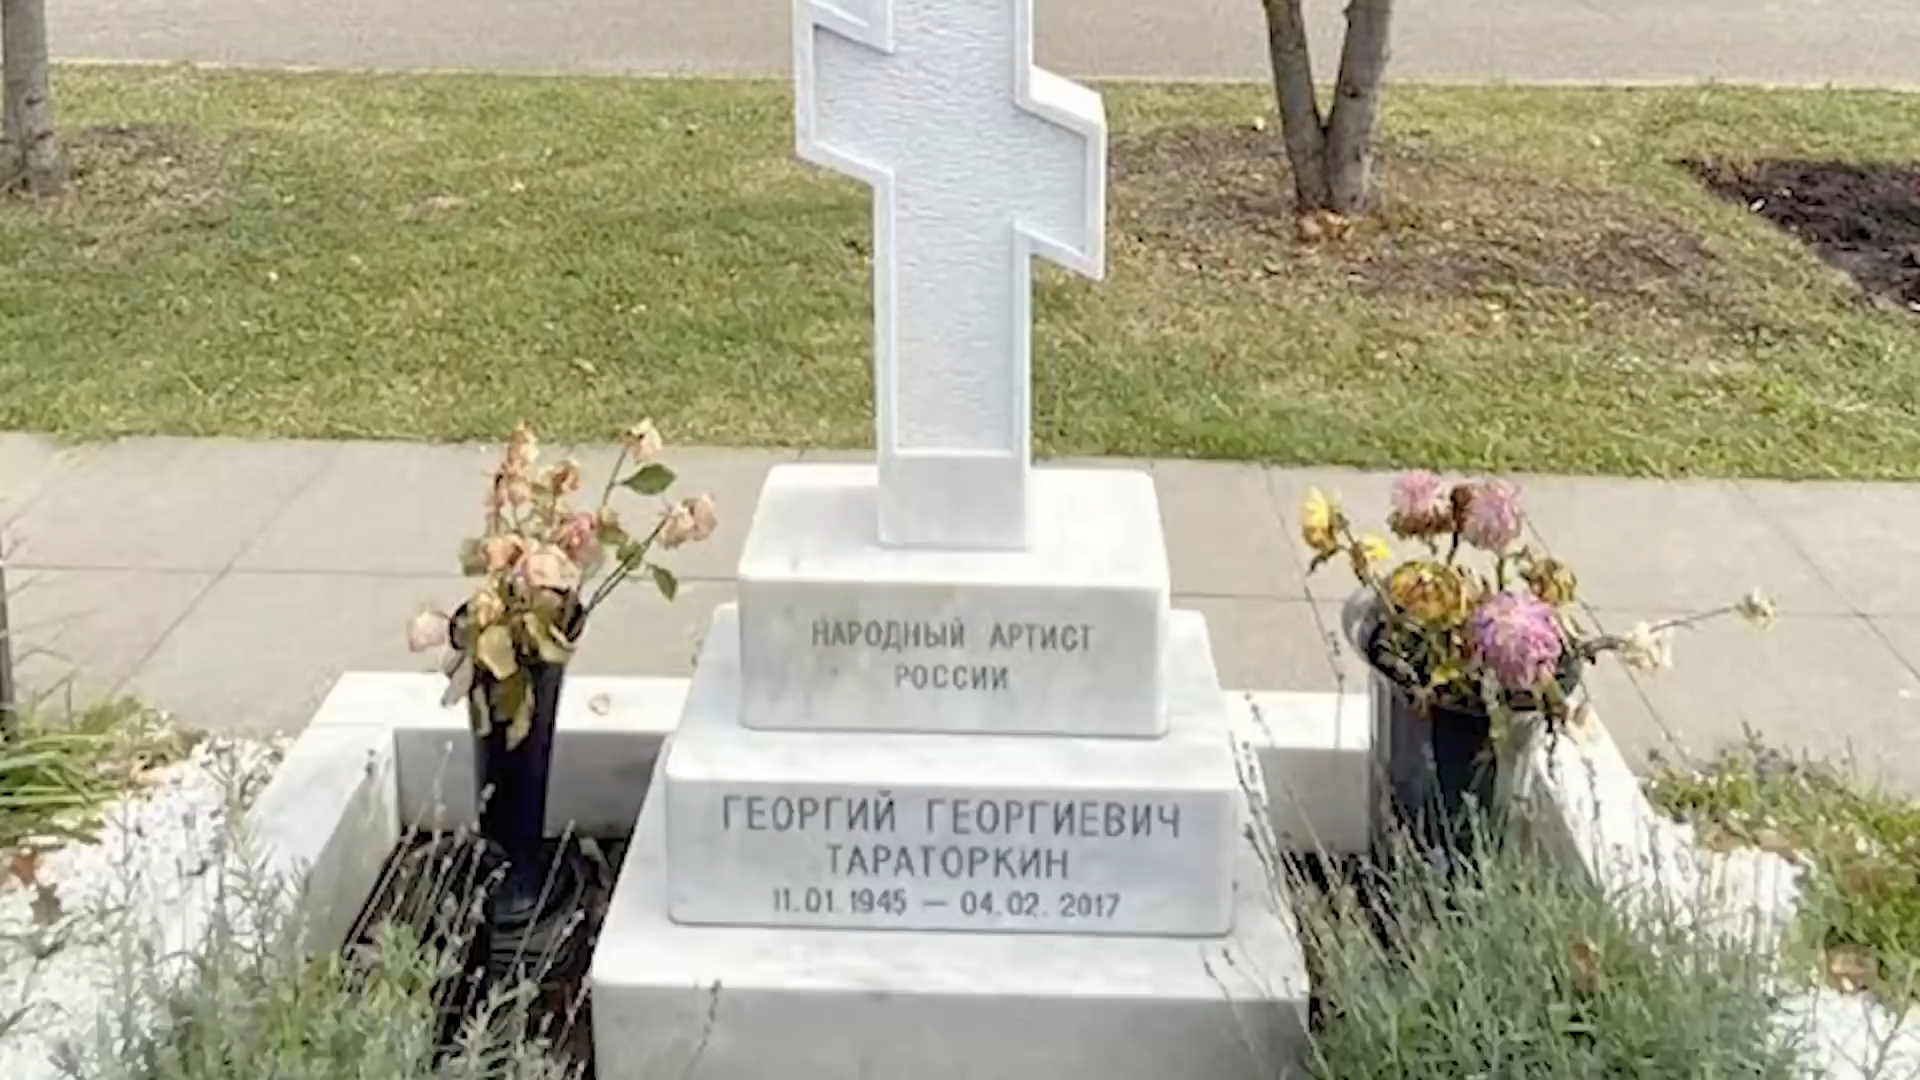 НАРОДНЫЙ АРТИСТ
РОССИИ
ГЕОРГИЙ ГЕОРГИЕВИЧ
ТАРАТОРКИН
11.01.1945 — 04.02.2017